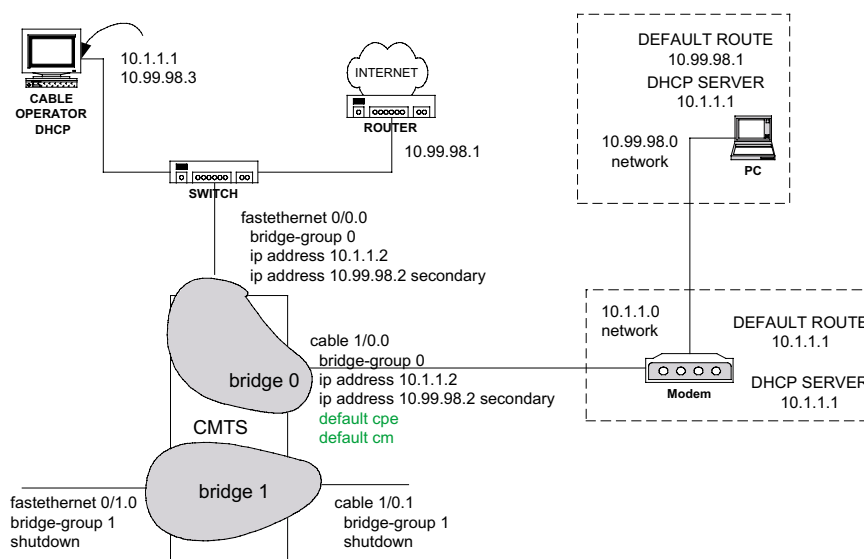 10.1.1.1
10.99.98.3
CABLE
OPERATOR
DHCP
INTERNET
ROUTER
10.99.98.1
SWITCH
DEFAULT ROUTE
10.99.98.1
DHCP SERVER
10.1.1.1
10.99.98.0
network
PC
fastethernet 0/0.0
bridge-group 0
ip address 10.1.1.2
ip address 10.99.98.2 secondary
10.1.1.0
network
DEFAULT ROUTE
10.1.1.1
Modem
DHCP SERVER
10.1.1.1
cable 1/0.0
bridge-group 0
ip address 10.1.1.2
ip address 10.99.98.2 secondary
default cpe
default cm
bridge 0
CMTS
bridge 1
fastethernet 0/1.0
bridge-group 1
shutdown
cable 1/0.1
bridge-group 1
shutdown